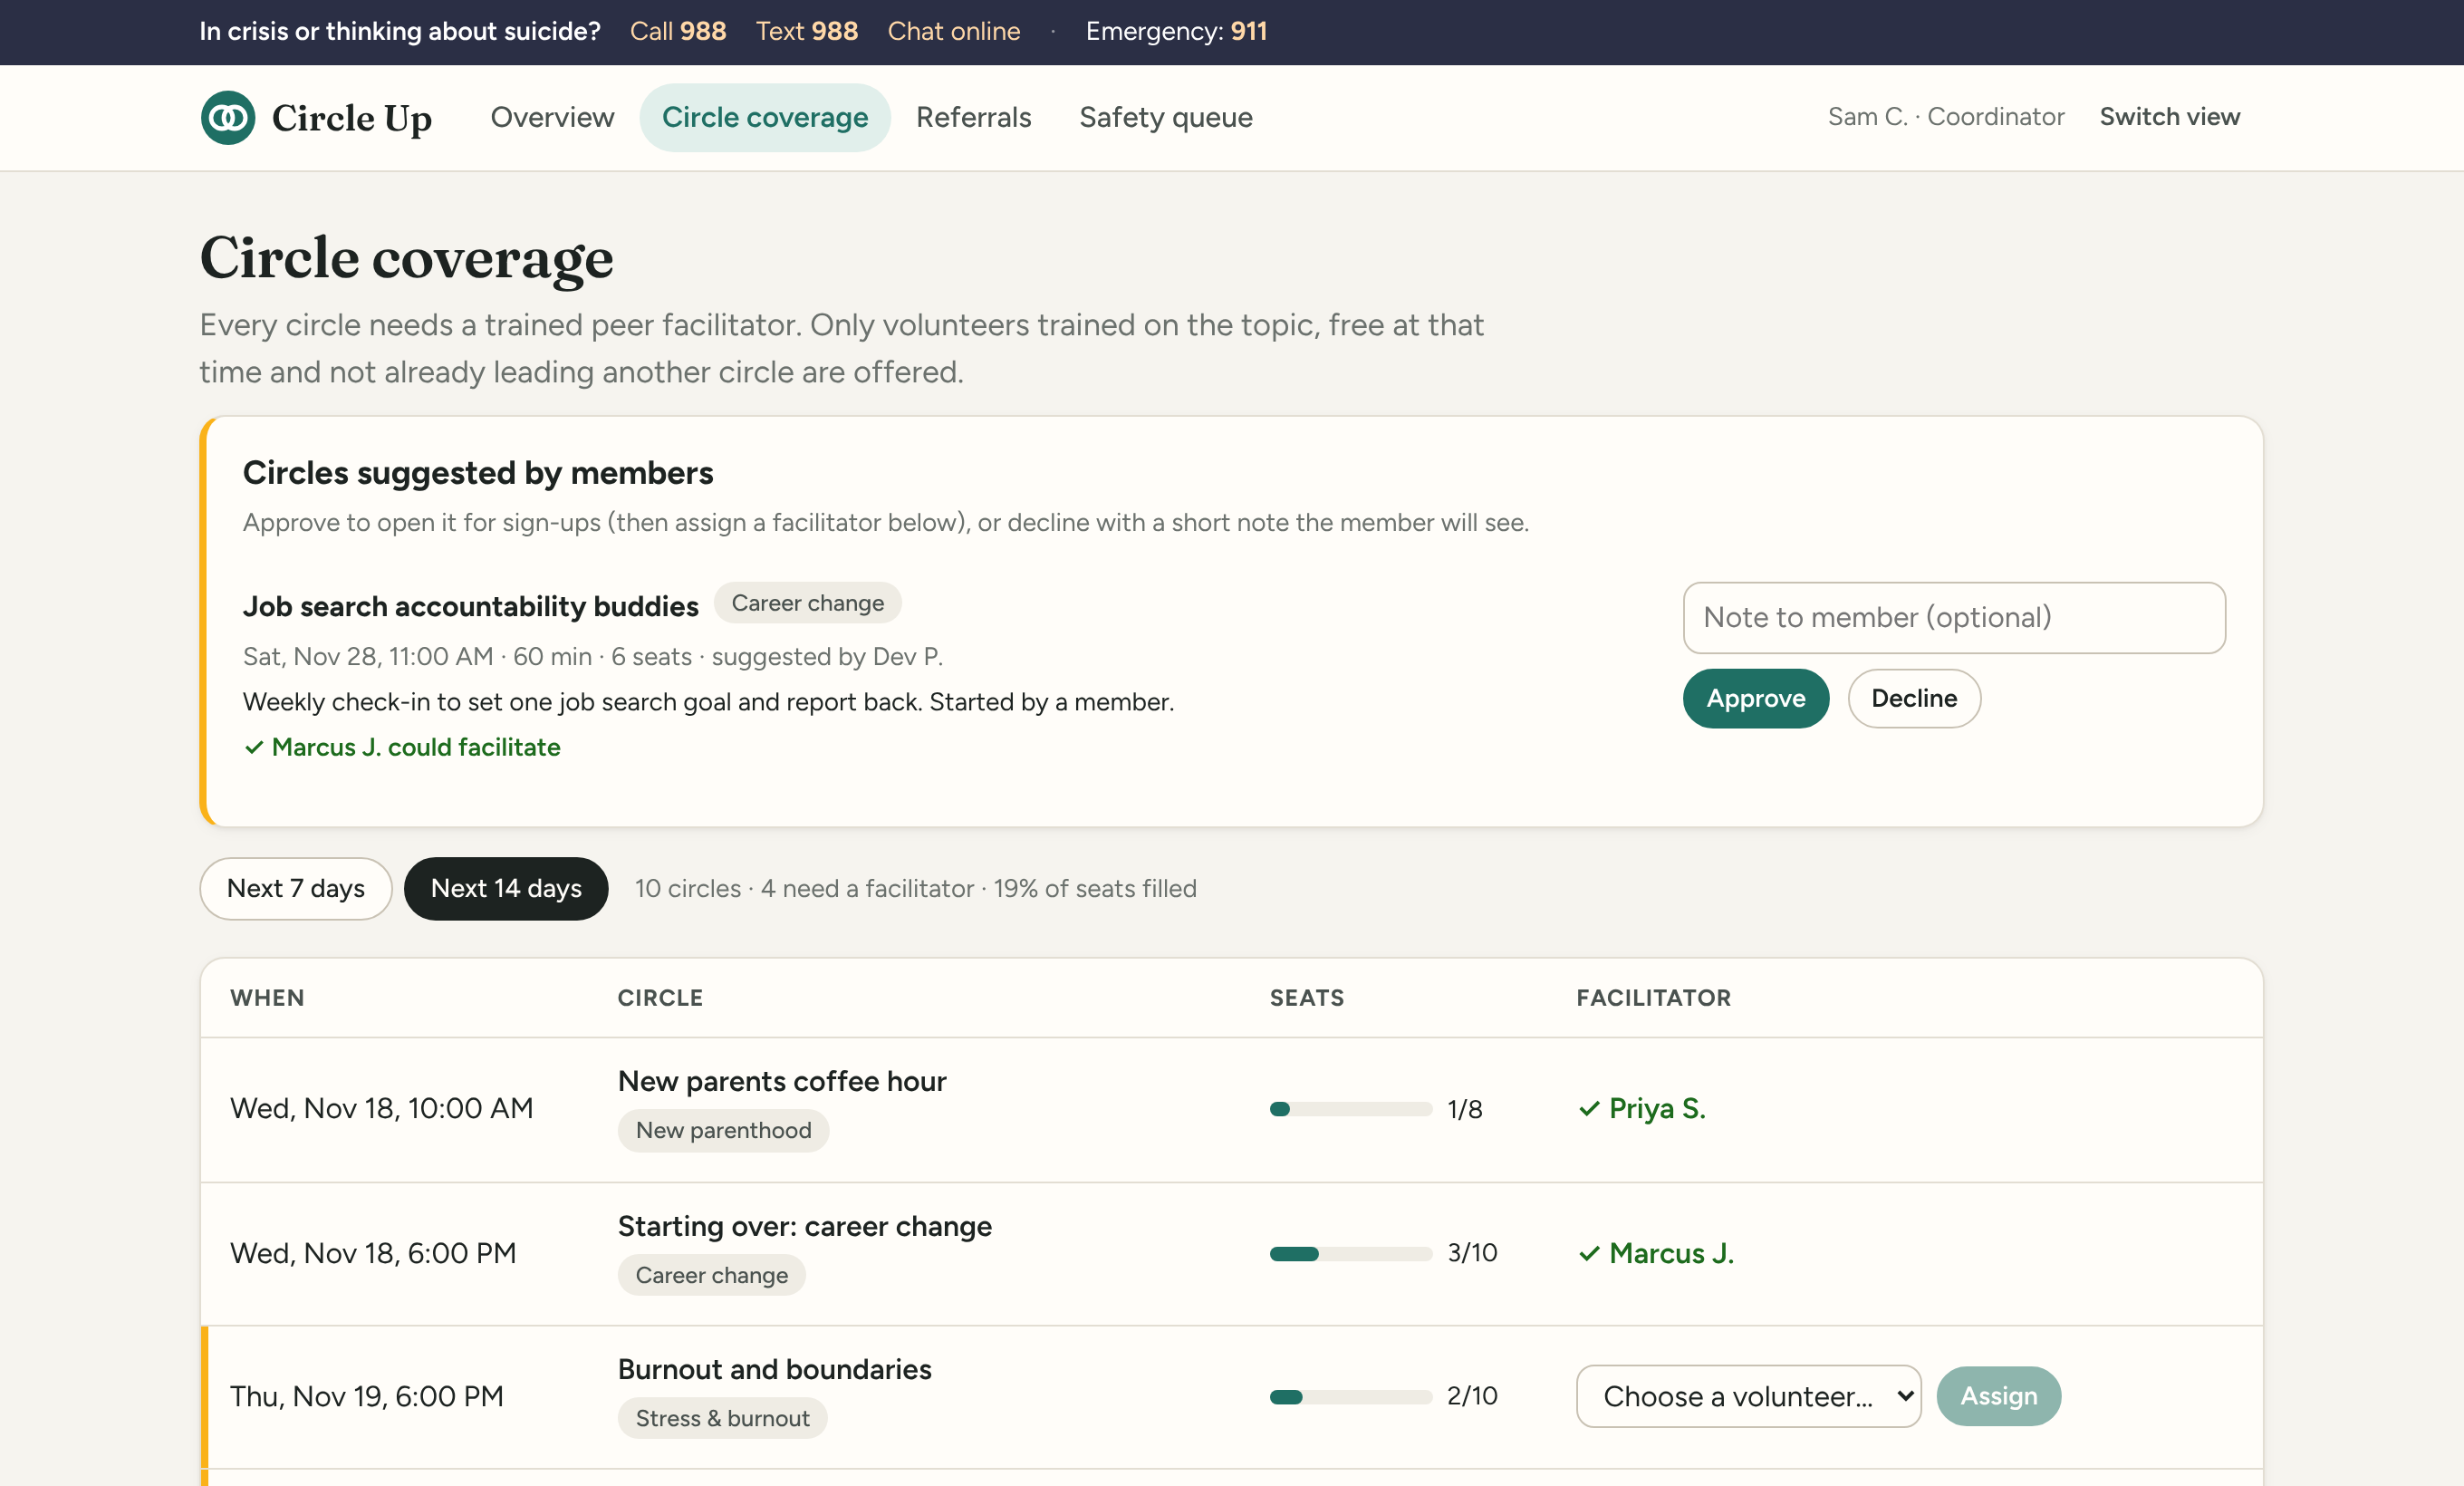 In crisis or thinking about suicide? Call 988 Text 988 Chat online · Emergency: 911
Circle Up Overview Circle coverage Referrals Safety queue Sam C. · Coordinator Switch view
Circle coverage
Every circle needs a trained peer facilitator. Only volunteers trained on the topic, free at that
time and not already leading another circle are offered.
Circles suggested by members
Approve to open it for sign-ups (then assign a facilitator below), or decline with a short note the member will see.
Job search accountability buddies Career change
Sat, Nov 28, 11:00 AM · 60 min · 6 seats · suggested by Dev P.
Weekly check-in to set one job search goal and report back. Started by a member.
✓ Marcus J. could facilitate
Note to member (optional)
Approve Decline
Next 7 days Next 14 days 10 circles · 4 need a facilitator · 19% of seats filled
WHEN CIRCLE SEATS FACILITATOR
Wed, Nov 18, 10:00 AM New parents coffee hour 1/8 ✓ Priya S.
New parenthood
Wed, Nov 18, 6:00 PM Starting over: career change 3/10 ✓ Marcus J.
Career change
Thu, Nov 19, 6:00 PM Burnout and boundaries 2/10 Choose a volunteer... Assign
Stress & burnout